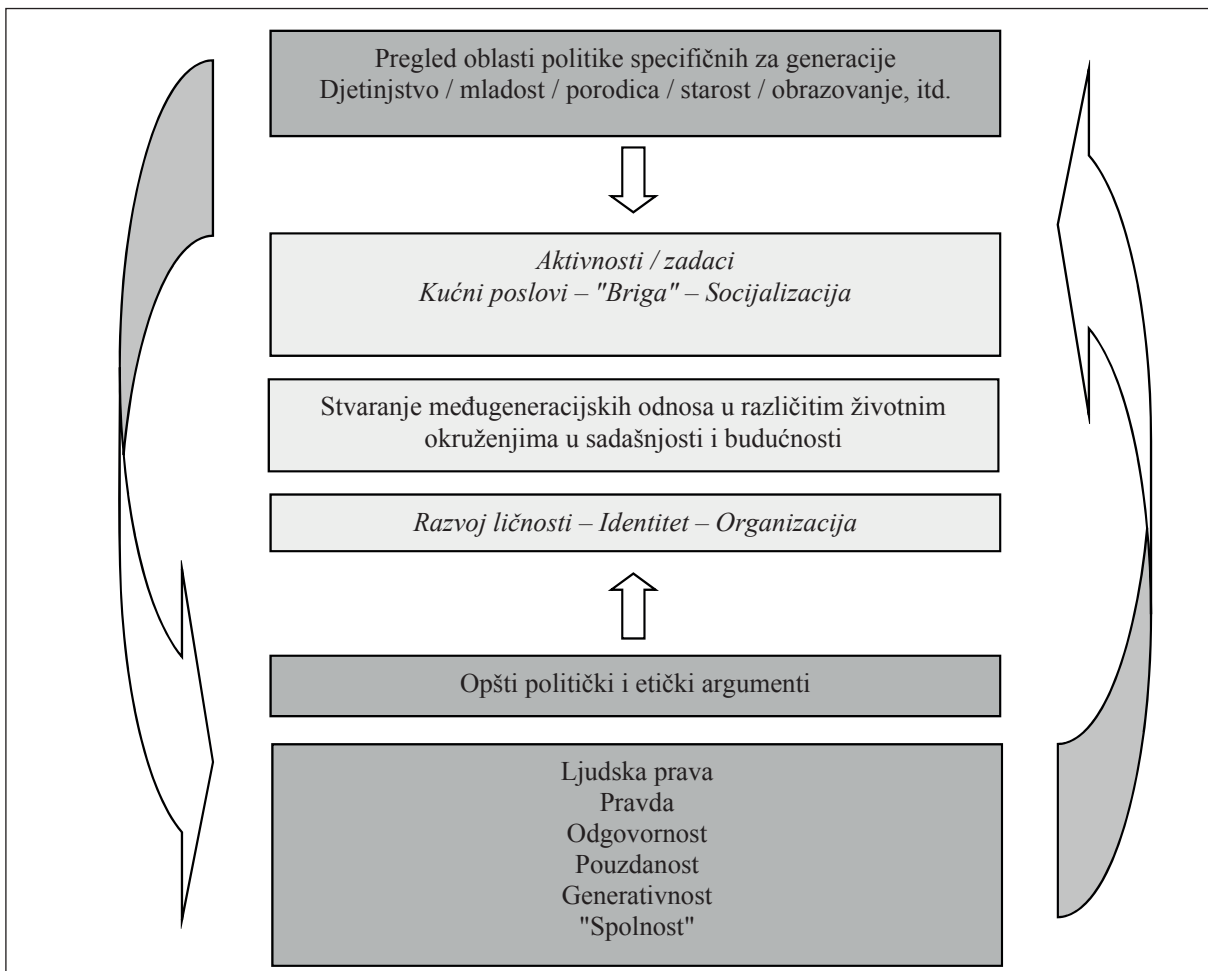 Pregled oblasti politike specifičnih za generacije
Djetinjstvo / mladost / porodica / starost / obrazovanje, itd.
Aktivnosti / zadaci
Kućni poslovi – "Briga" – Socijalizacija
Stvaranje međugeneracijskih odnosa u različitim životnim
okruženjima u sadašnjosti i budućnosti
Razvoj ličnosti – Identitet – Organizacija
Opšti politički i etički argumenti
Ljudska prava
Pravda
Odgovornost
Pouzdanost
Generativnost
"Spolnost"